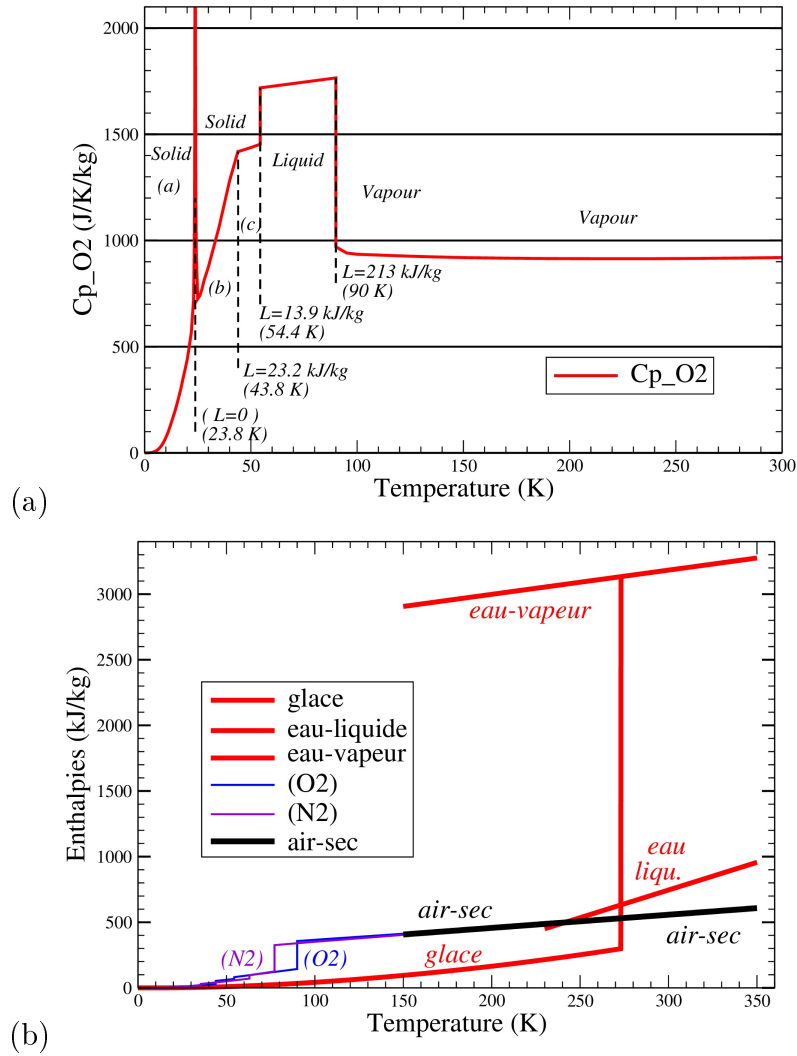 2000
1500
1000
500
0
Cp_O2 (J/K/kg)
Solid
(a)
Solid
(b)
(c)
Liquid
Vapour
Vapour
L=213 kJ/kg
(90 K)
L=13.9 kJ/kg
(54.4 K)
L=23.2 kJ/kg
(43.8 K)
( L=0 )
(23.8 K)
Cp_O2
0 50 100 150 200 250 300
Temperature (K)
(a)
3000
2500
2000
1500
1000
500
0
Enthalpies (kJ/kg)
eau-vapeur
glace
eau-liquide
eau-vapeur
(O2)
(N2)
air-sec
eau
liqu.
air-sec
air-sec
(N2)
(O2)
glace
0 50 100 150 200 250 300 350
Temperature (K)
(b)